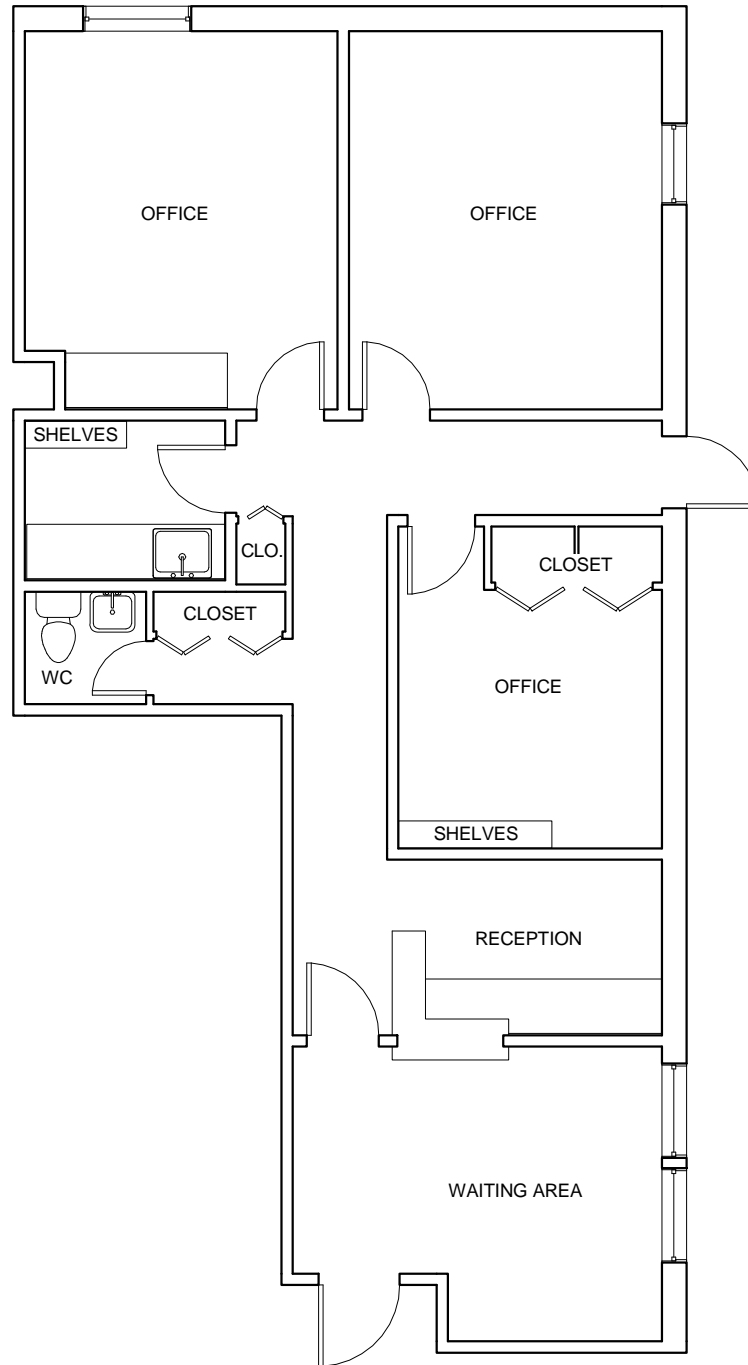 OFFICE
OFFICE
SHELVES
CLO.
CLOSET
CLOSET
WC
OFFICE
SHELVES
RECEPTION
WAITING AREA